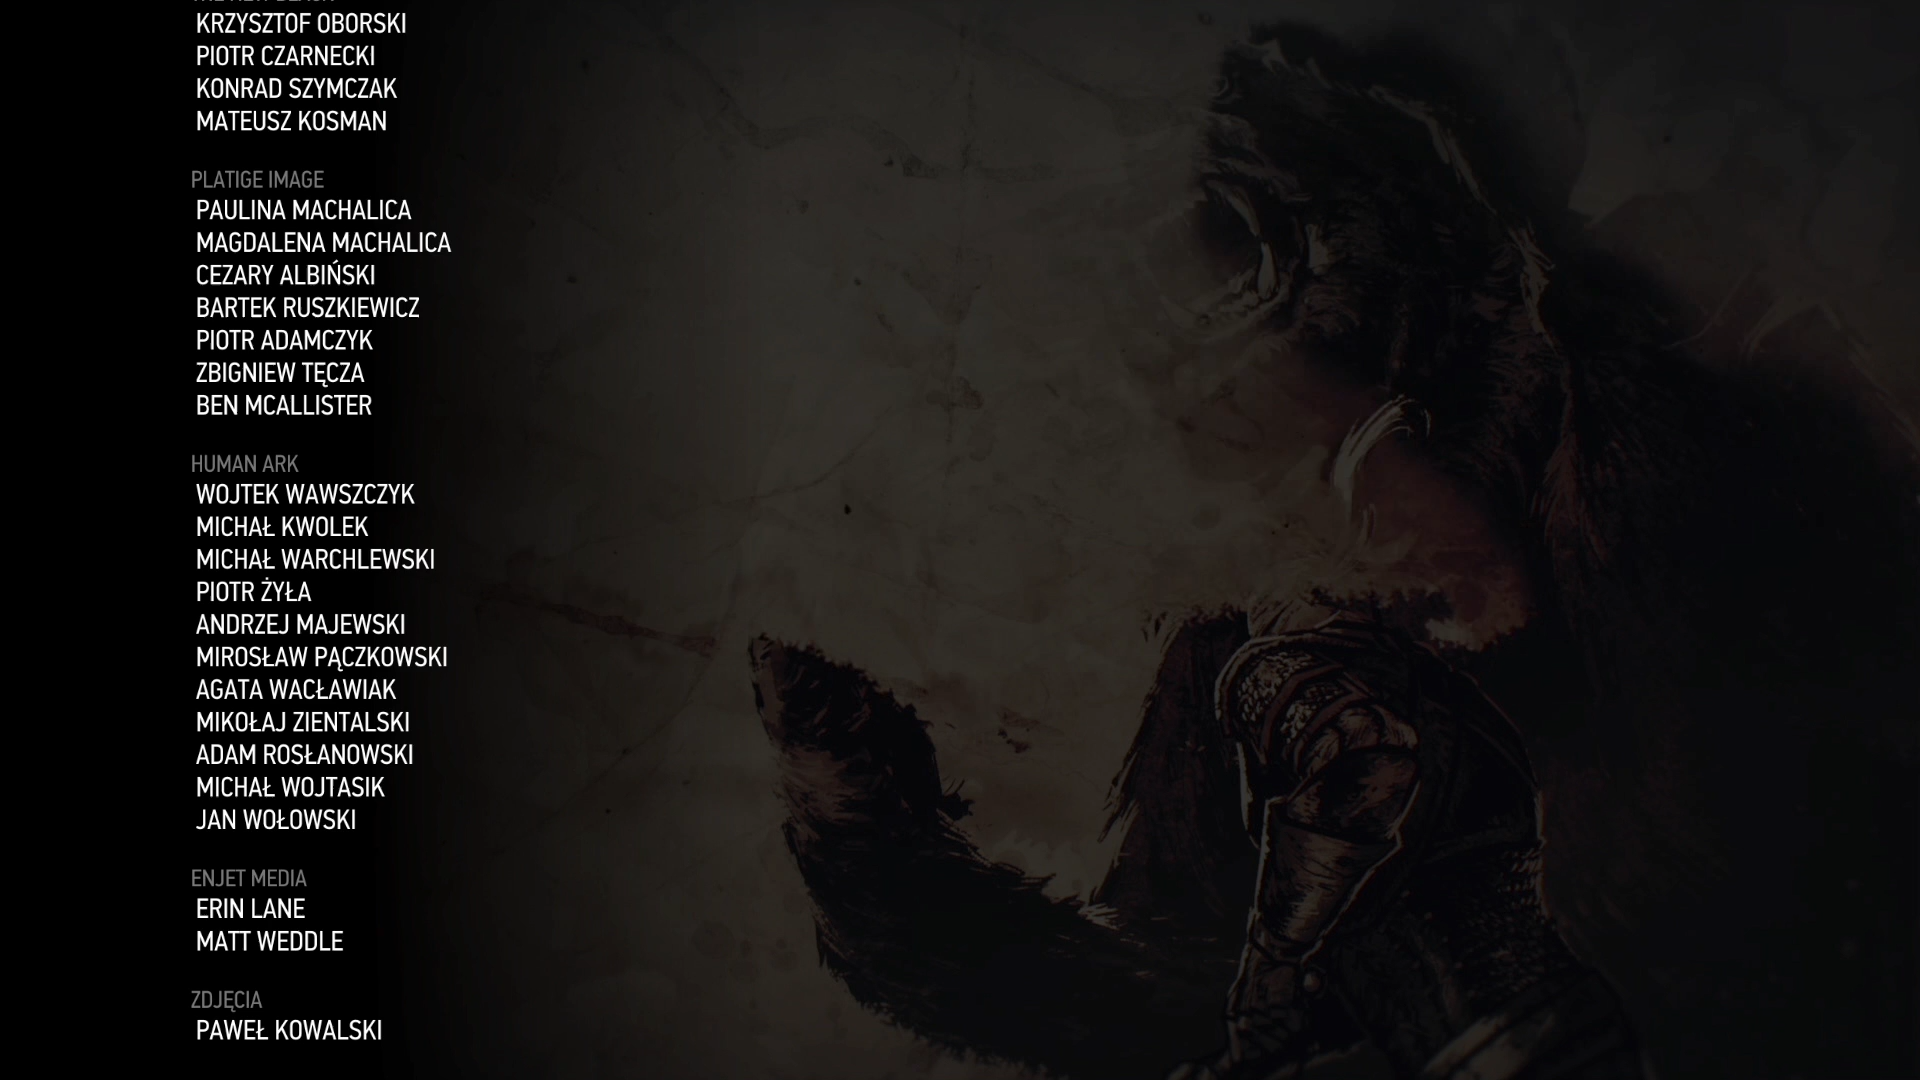 KRZYSZTOF OBORSKI
PIOTR CZARNECKI
KONRAD SZYMCZAK
MATEUSZ KOSMAN
PLATIGE IMAGE
PAULINA MACHALICA
MAGDALENA MACHALICA
CEZARY ALBIŃSKI
BARTEK RUSZKIEWICZ
PIOTR ADAMCZYK
ZBIGNIEW TĘCZA
BEN MCALLISTER
HUMAN ARK
WOJTEK WAWSZCZYK
MICHAŁ KWOLEK
MICHAŁ WARCHLEWSKI
PIOTR ŻYŁA
ANDRZEJ MAJEWSKI
MIROSŁAW PĄCZKOWSKI
AGATA WACŁAWIAK
MIKOŁAJ ZIENTALSKI
ADAM ROSŁANOWSKI
MICHAŁ WOJTASIK
JAN WOŁOWSKI
ENJET MEDIA
ERIN LANE
MATT WEDDLE
ZDJĘCIA
PAWEŁ KOWALSKI